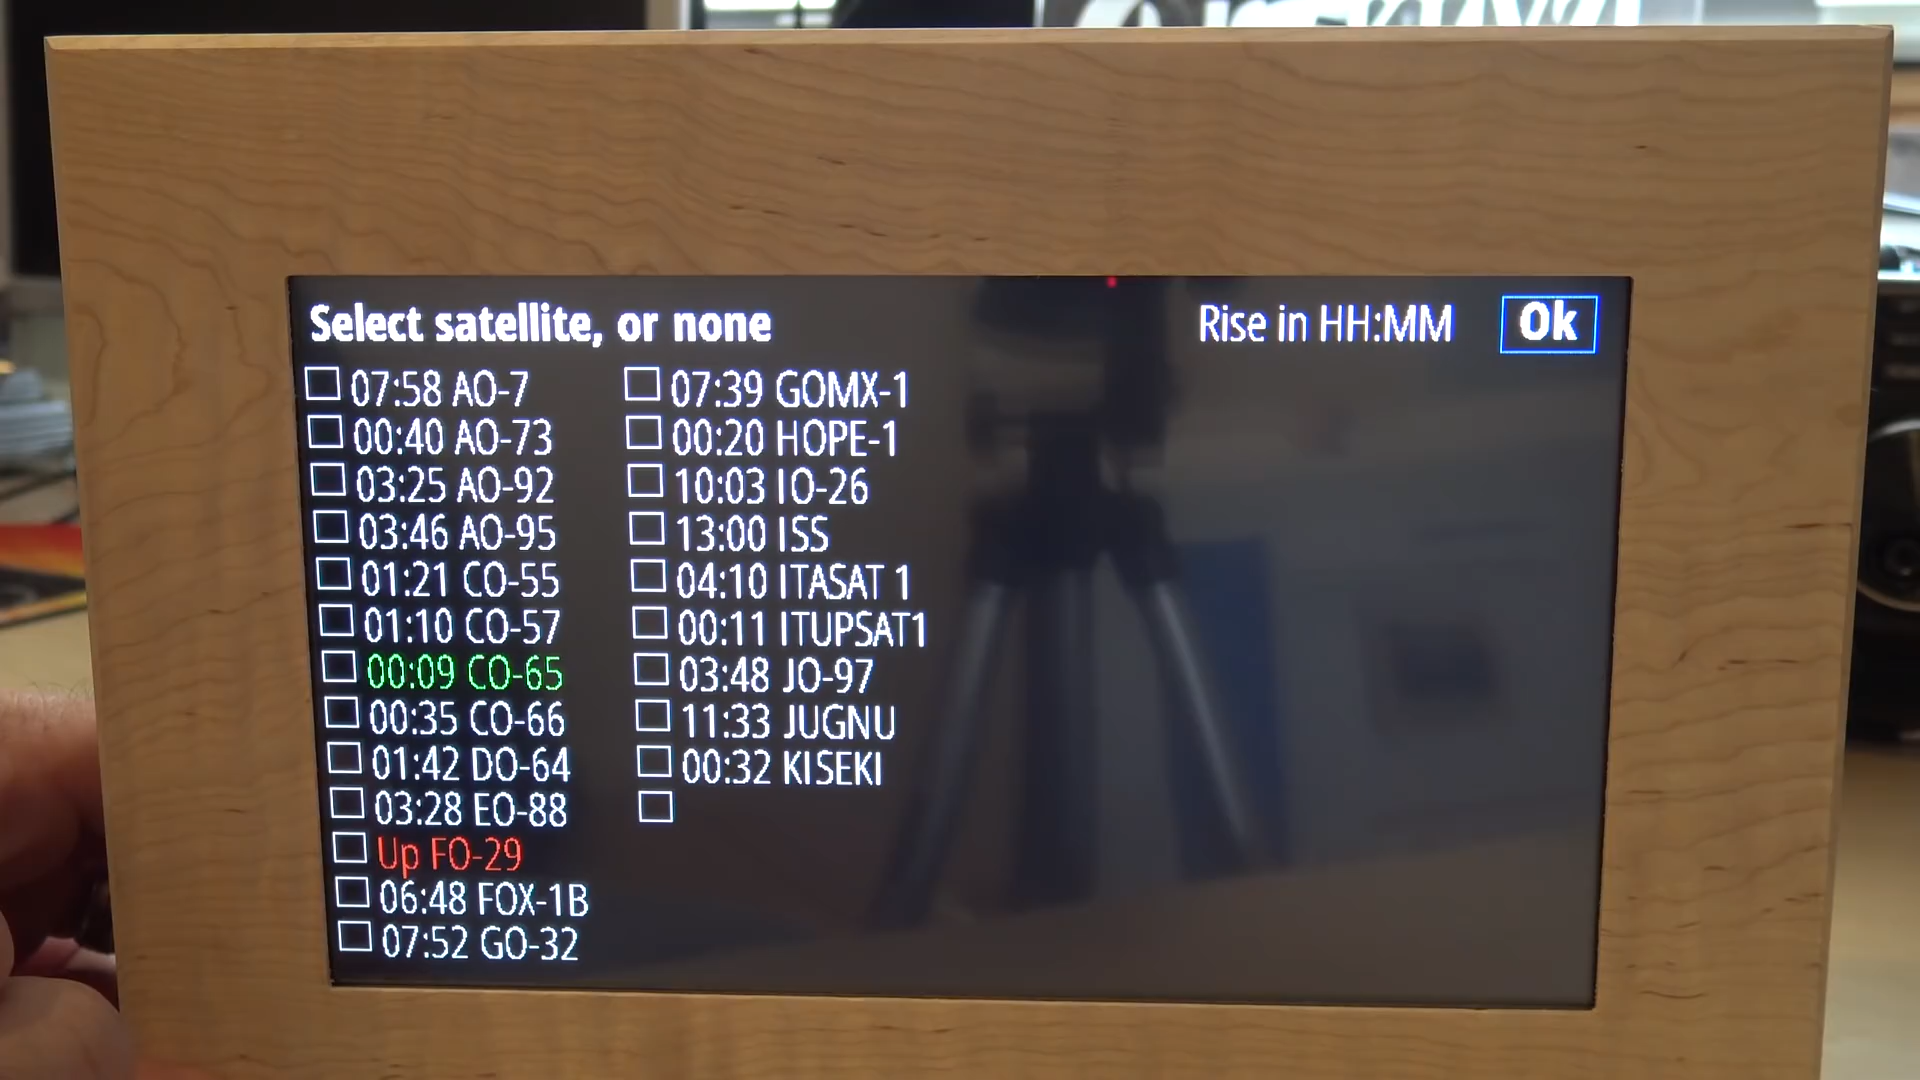 Select satellite, or none
Rise in HH:MM
Ok
07:58 AO-7
00:40 AO-73
03:25 AO-92
03:46 AO-95
01:21 CO-55
01:10 CO-57
00:09 CO-65
00:35 CO-66
01:42 DO-64
03:28 EO-88
Up FO-29
06:48 FOX-1B
07:52 GO-32
07:39 GOMX-1
00:20 HOPE-1
10:03 IO-26
13:00 ISS
04:10 ITASAT 1
00:11 ITUPSAT1
03:48 JO-97
11:33 JUGNU
00:32 KISEKI